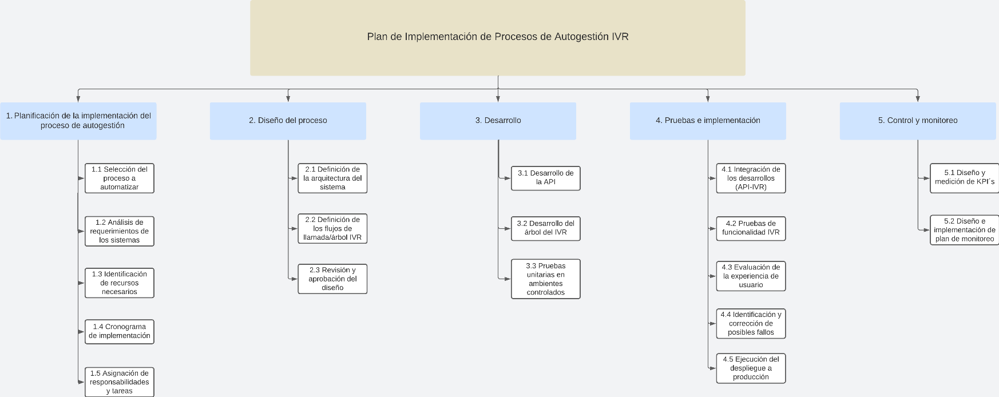 Plan de Implementación de Procesos de Autogestión IVR
1. Planificación de la implementación del
proceso de autogestión
1.1 Selección del
proceso a
automatizar
1.2 Análisis de
requerimientos de
los sistemas
1.3 Identificación
de recursos
necesarios
1.4 Cronograma
de implementación
1.5 Asignación de
responsabilidades
y tareas
2. Diseño del proceso
2.1 Definición de
la arquitectura del
sistema
2.2 Definición de
los flujos de
llamada/árbol IVR
2.3 Revisión y
aprobación del
diseño
3. Desarrollo
3.1 Desarrollo de
la API
3.2 Desarrollo del
árbol del IVR
3.3 Pruebas
unitarias en
ambientes
controlados
4. Pruebas e implementación
4.1 Integración de
los desarrollos
(API-IVR)
4.2 Pruebas de
funcionalidad IVR
4.3 Evaluación de
la experiencia de
usuario
4.4 Identificación y
corrección de
posibles fallos
4.5 Ejecución del
despliegue a
producción
5. Control y monitoreo
5.1 Diseño y
medición de KPI´s
5.2 Diseño e
implementación de
plan de monitoreo